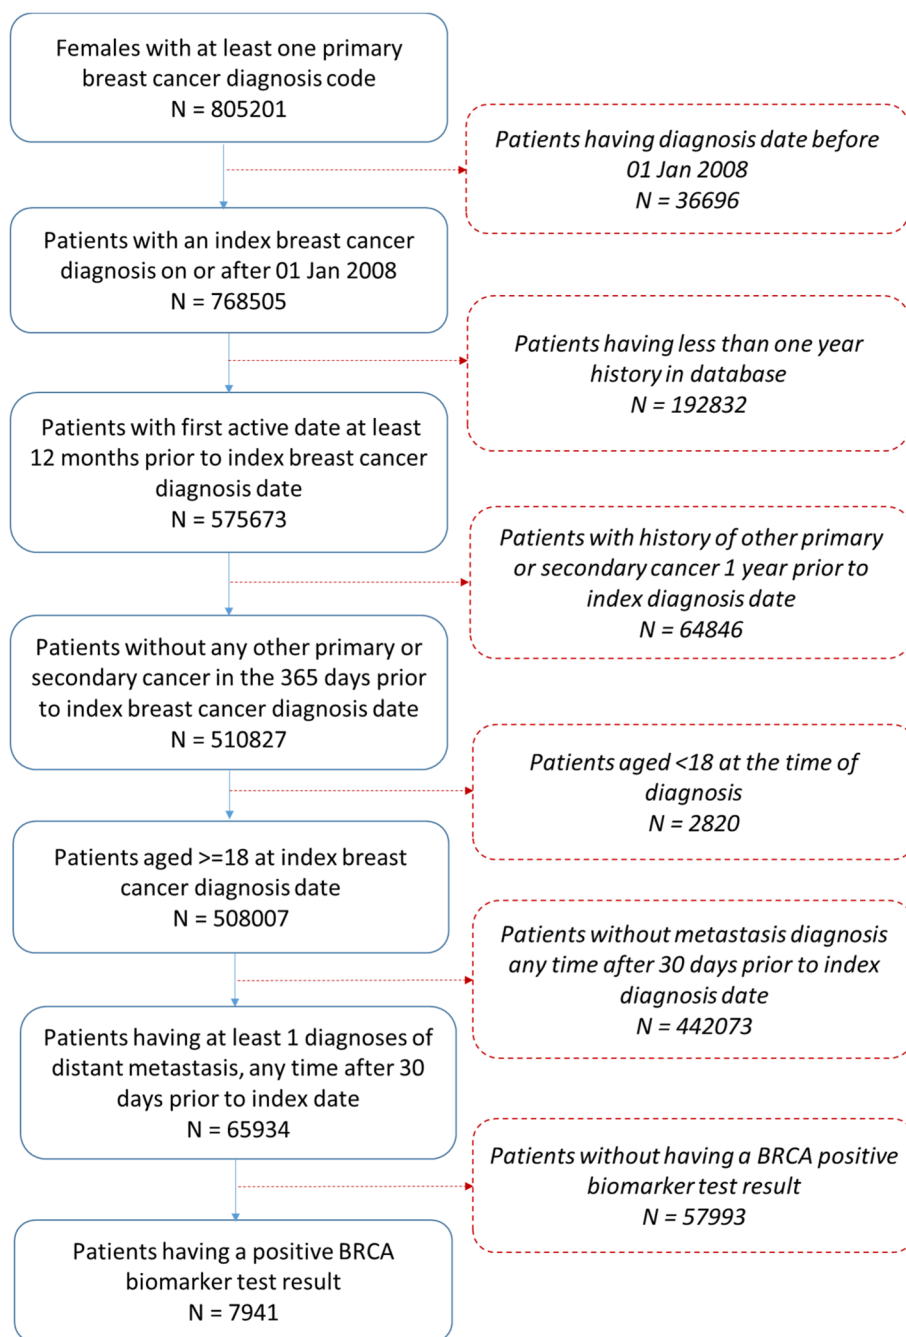 Females with at least one primary
breast cancer diagnosis code
N = 805201
Patients having diagnosis date before
01 Jan 2008
N = 36696
Patients with an index breast cancer
diagnosis on or after 01 Jan 2008
N = 768505
Patients having less than one year
history in database
N = 192832
Patients with first active date at least
12 months prior to index breast cancer
diagnosis date
N = 575673
Patients with history of other primary
or secondary cancer 1 year prior to
index diagnosis date
N = 64846
Patients without any other primary or
secondary cancer in the 365 days prior
to index breast cancer diagnosis date
N = 510827
Patients aged <18 at the time of
diagnosis
N = 2820
Patients aged >=18 at index breast
cancer diagnosis date
N = 508007
Patients without metastasis diagnosis
any time after 30 days prior to index
diagnosis date
N = 442073
Patients having at least 1 diagnoses of
distant metastasis, any time after 30
days prior to index date
N = 65934
Patients without having a BRCA positive
biomarker test result
N = 57993
Patients having a positive BRCA
biomarker test result
N = 7941